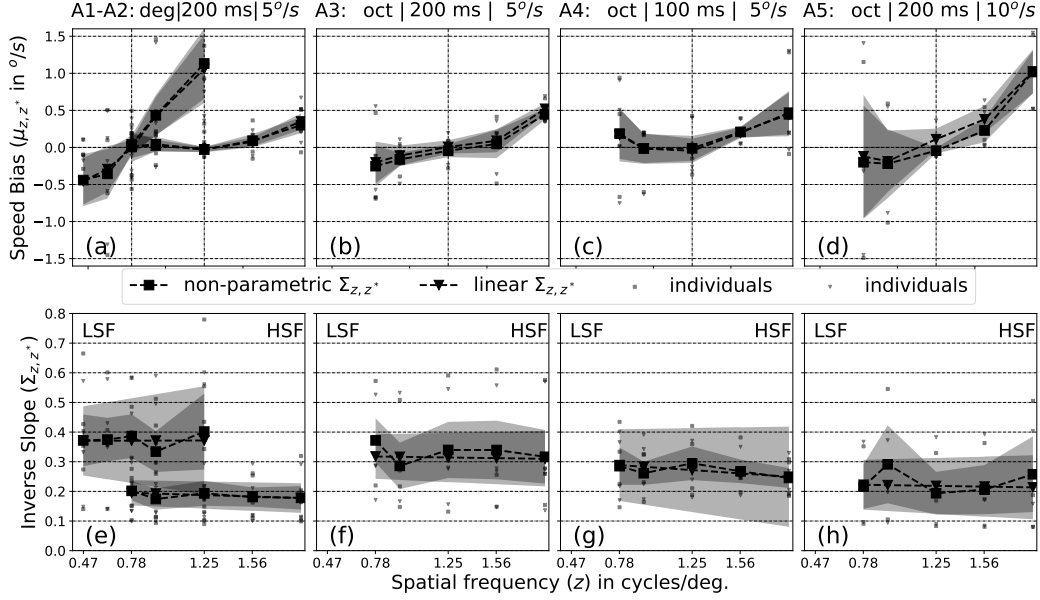 A1-A2: deg|200 ms|5°/s
A3: oct | 200 ms | 5°/s
A4: oct | 100 ms | 5°/s
A5: oct | 200 ms | 10°/s
Speed Bias (μz,z* in °/s)
1.5
1.0
0.5
0.0
−0.5
−1.0
−1.5
(a)
(b)
(c)
(d)
non-parametric Σz,z*
linear Σz,z*
individuals
individuals
Inverse Slope (Σz,z*)
0.8
0.7
0.6
0.5
0.4
0.3
0.2
0.1
0.0
LSF HSF
LSF HSF
LSF HSF
LSF HSF
(e)
(f)
(g)
(h)
0.47 0.78 1.25 1.56
0.78 1.25 1.56
0.47 0.78 1.25 1.56
0.47 0.78 1.25 1.56
Spatial frequency (z) in cycles/deg.